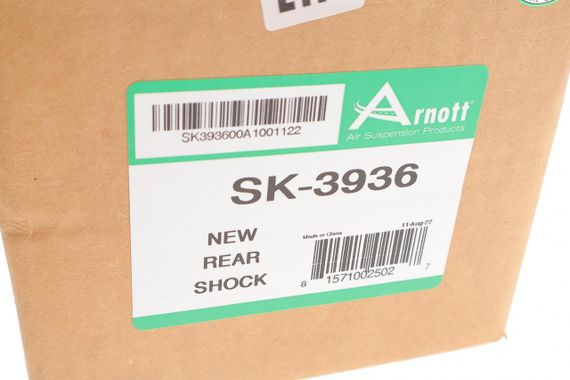 SK393600A1001122
Arnott®
Air Suspension Products
SK-3936
NEW
REAR
SHOCK
Made in China
11-Aug-22
8 1571002502 7